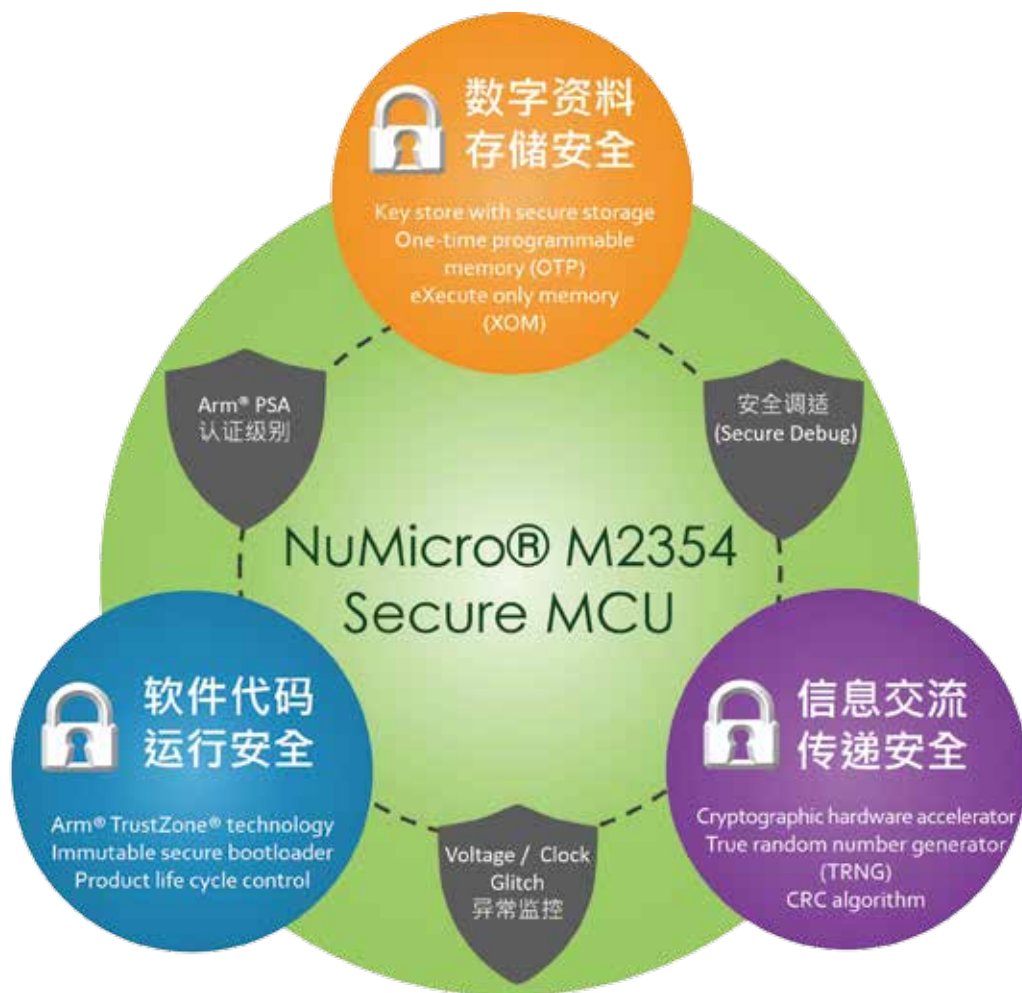 数字资料
存储安全
Key store with secure storage
One-time programmable
memory (OTP)
eXecute only memory
(XOM)
Arm® PSA
认证级别
安全调适
(Secure Debug)
NuMicro® M2354
Secure MCU
软件代码
运行安全
Arm® TrustZone® technology
Immutable secure bootloader
Product life cycle control
Voltage / Clock
Glitch
异常监控
信息交流
传递安全
Cryptographic hardware accelerator
True random number generator
(TRNG)
CRC algorithm